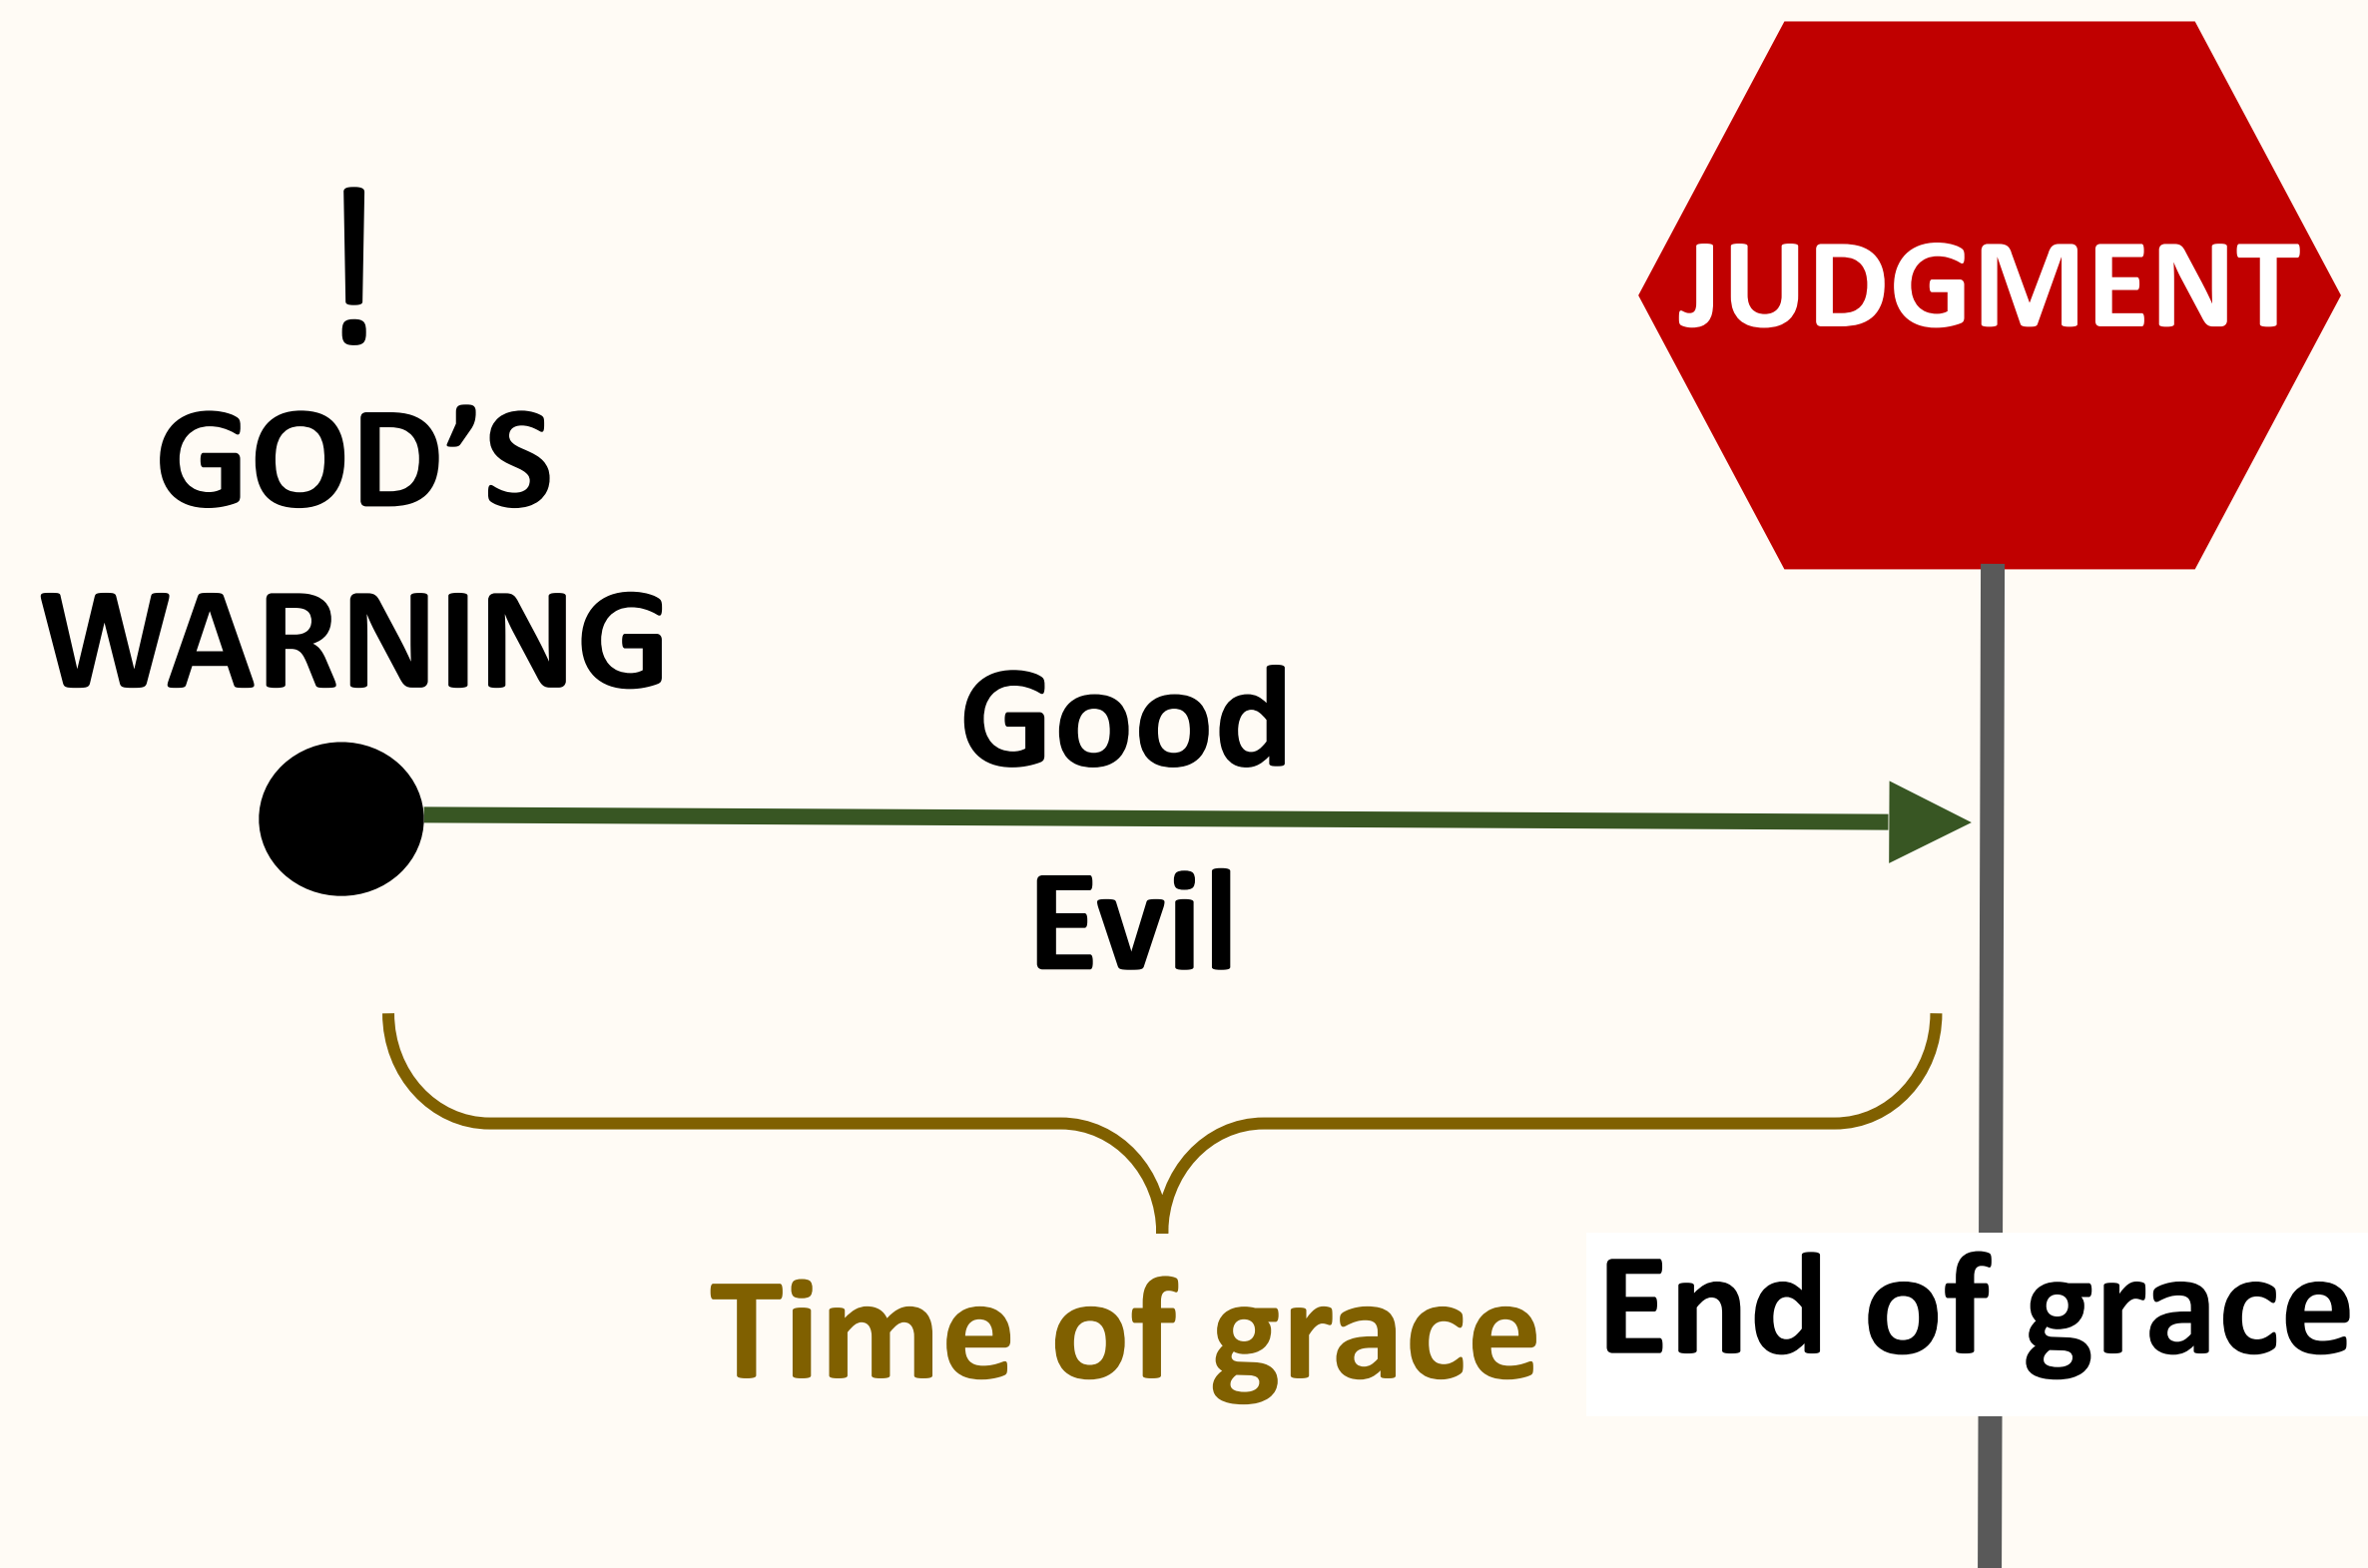 !
GOD’S
WARNING
JUDGMENT
Good
Evil
Time of grace
End of grace